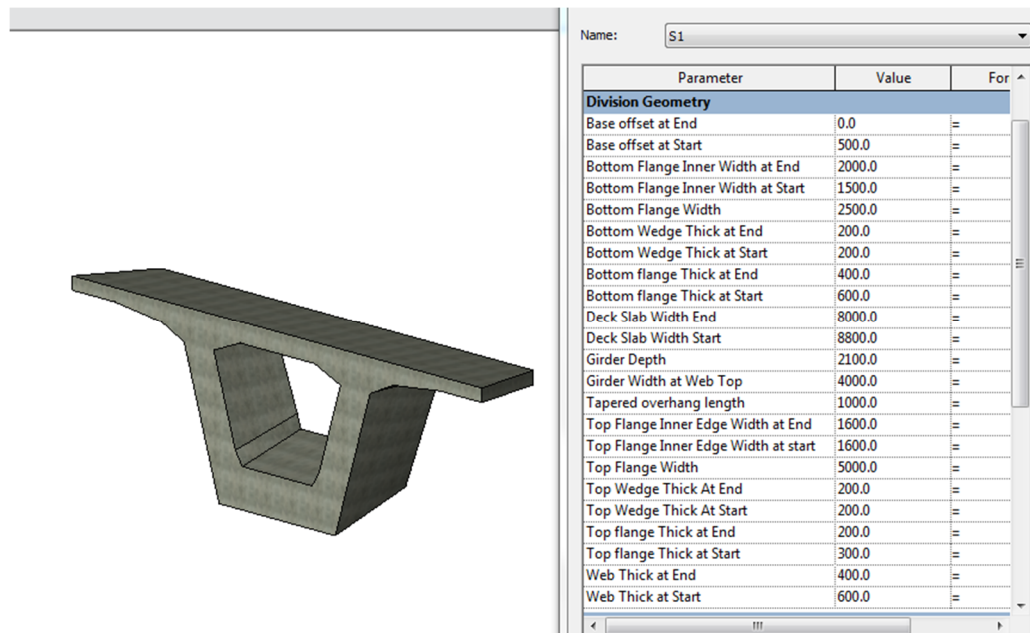 Name: S1
Parameter Value For
Division Geometry
Base offset at End 0.0 =
Base offset at Start 500.0 =
Bottom Flange Inner Width at End 2000.0 =
Bottom Flange Inner Width at Start 1500.0 =
Bottom Flange Width 2500.0 =
Bottom Wedge Thick at End 200.0 =
Bottom Wedge Thick at Start 200.0 =
Bottom flange Thick at End 400.0 =
Bottom flange Thick at Start 600.0 =
Deck Slab Width End 8000.0 =
Deck Slab Width Start 8800.0 =
Girder Depth 2100.0 =
Girder Width at Web Top 4000.0 =
Tapered overhang length 1000.0 =
Top Flange Inner Edge Width at End 1600.0 =
Top Flange Inner Edge Width at start 1600.0 =
Top Flange Width 5000.0 =
Top Wedge Thick At End 200.0 =
Top Wedge Thick At Start 200.0 =
Top flange Thick at End 200.0 =
Top flange Thick at Start 300.0 =
Web Thick at End 400.0 =
Web Thick at Start 600.0 =